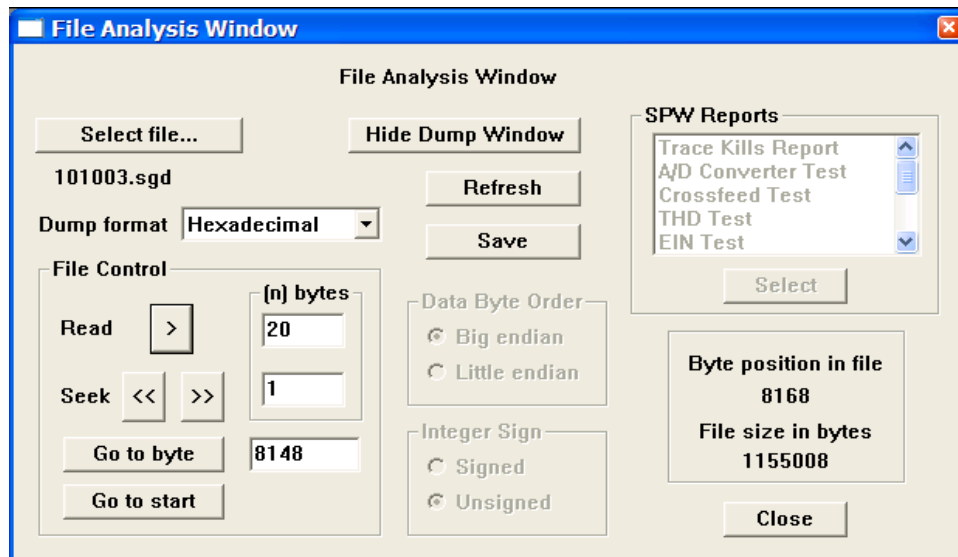 File Analysis Window
File Analysis Window
Select file...
101003.sgd
Dump format Hexadecimal
Hide Dump Window
Refresh
Save
SPW Reports
Trace Kills Report
A/D Converter Test
Crossfeed Test
THD Test
EIN Test
Select
File Control
(n) bytes
Read > 20
Seek << >> 1
Go to byte 8148
Go to start
Data Byte Order
Big endian
Little endian
Integer Sign
Signed
Unsigned
Byte position in file
8168
File size in bytes
1155008
Close